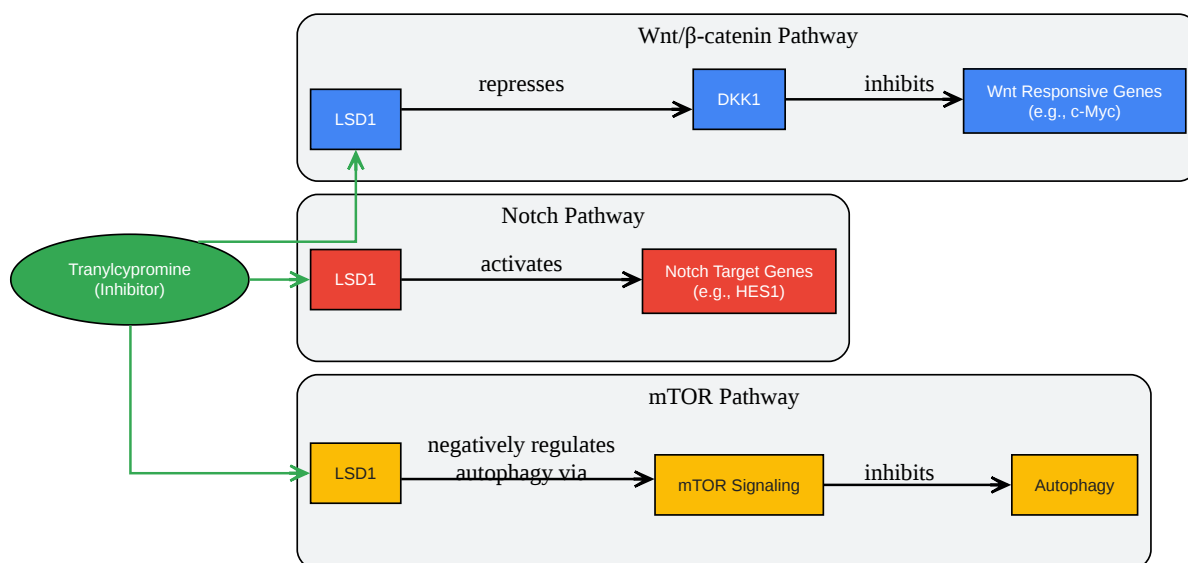 Wnt/β-catenin Pathway
LSD1
represses
DKK1
inhibits
Wnt Responsive Genes
(e.g., c-Myc)
Notch Pathway
Tranylcypromine
(Inhibitor)
LSD1
activates
Notch Target Genes
(e.g., HES1)
mTOR Pathway
LSD1
negatively regulates
autophagy via
mTOR Signaling
inhibits
Autophagy